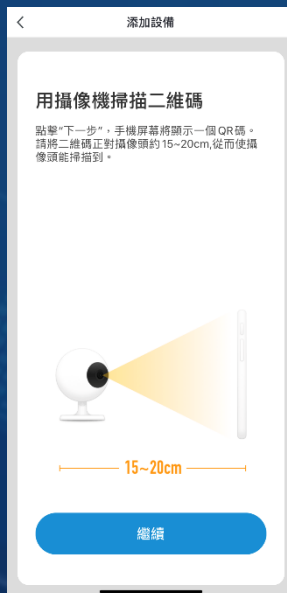 添加設備
用攝像機掃描二維碼
點擊“下一步”，手機屏幕將顯示一個QR碼。
請將二維碼正對攝像頭約15~20cm,從而使攝
像頭能掃描到。
15~20cm
繼續